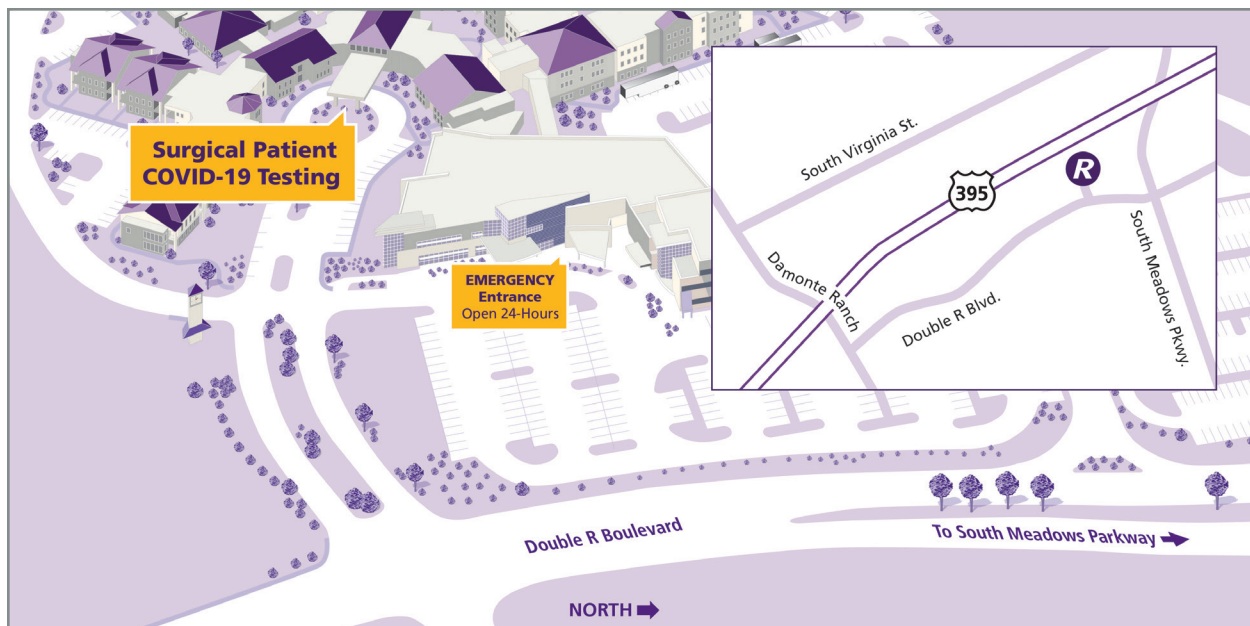 Surgical Patient
COVID-19 Testing
EMERGENCY
Entrance
Open 24-Hours
South Virginia St.
395
R
Damonte Ranch
Double R Blvd.
South Meadows Pkwy.
Double R Boulevard
To South Meadows Parkway
NORTH